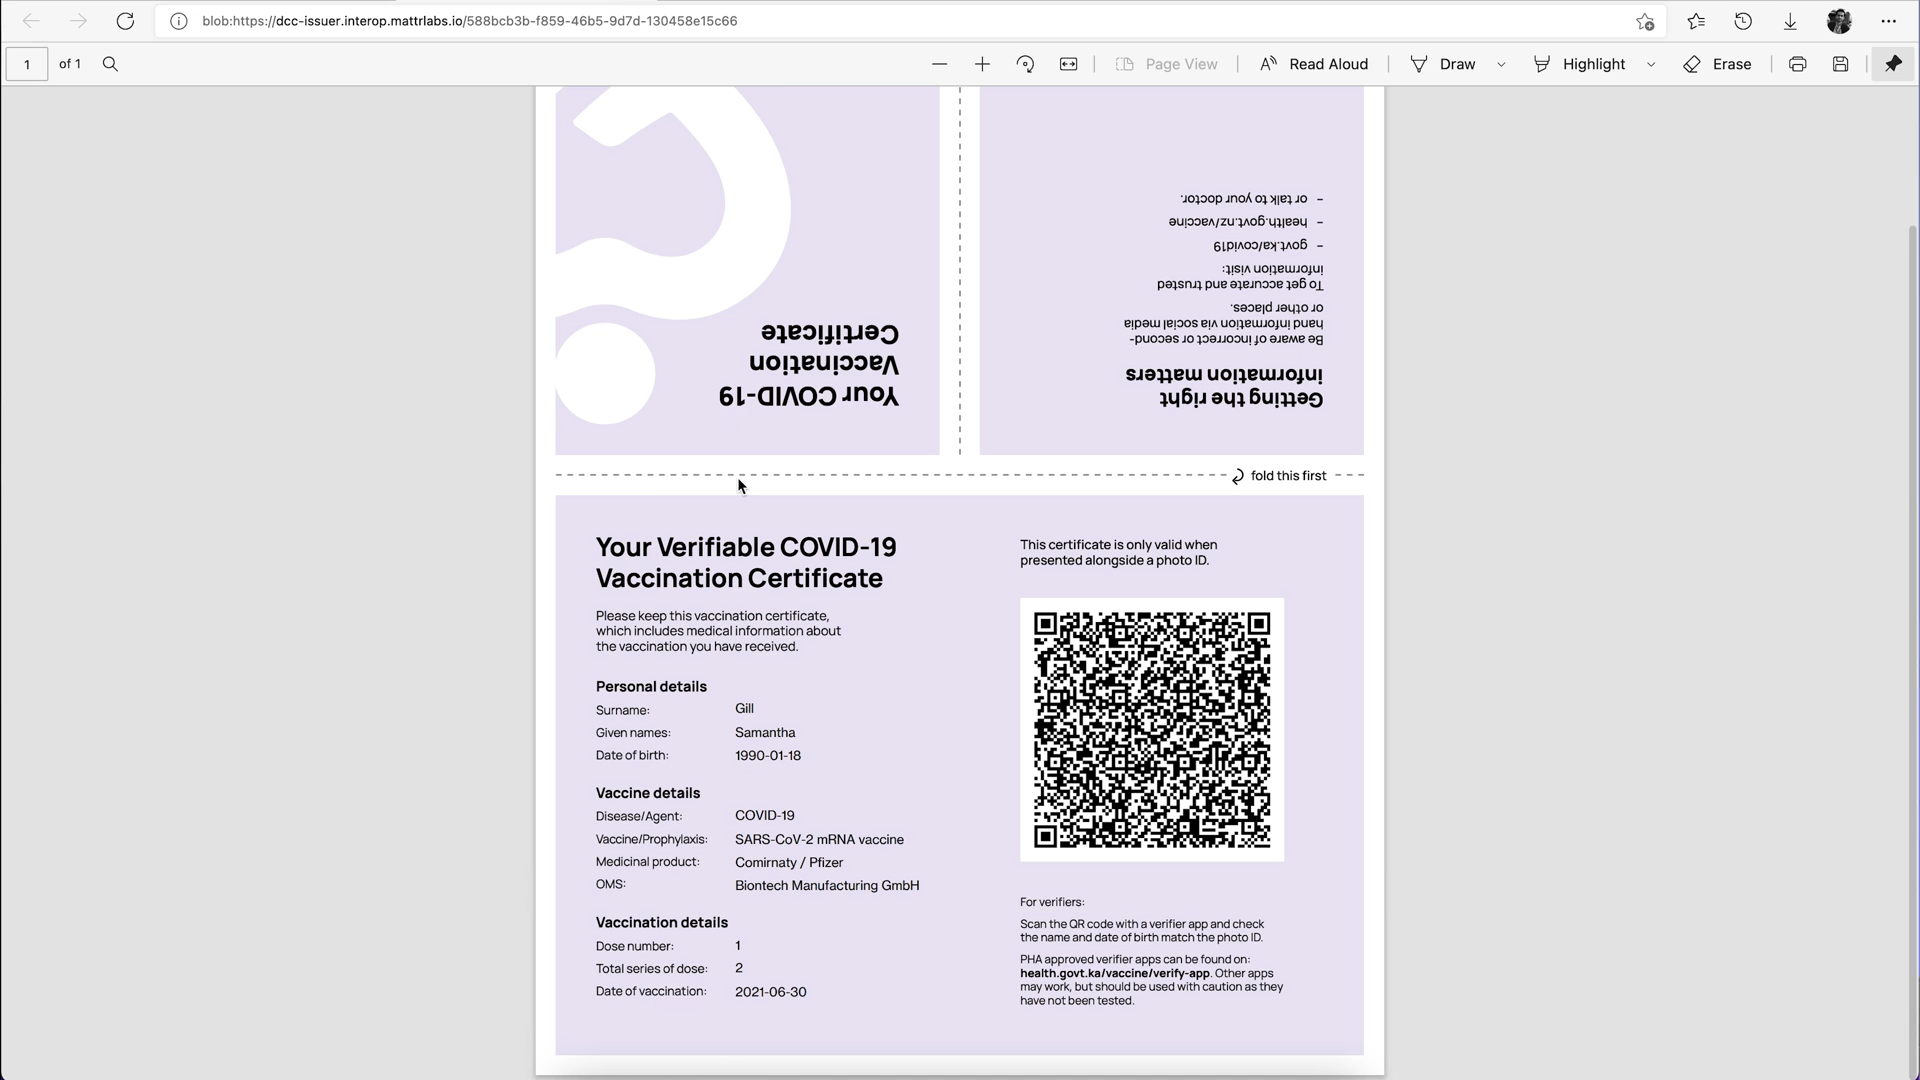 blob:https://dcc-issuer.interop.mattrlabs.io/588bcb3b-f859-46b5-9d7d-130458e15c66
1 of 1
Page View
Read Aloud
Draw
Highlight
Erase
Your COVID-19
Vaccination
Certificate
Getting the right
information matters
Be aware of incorrect or second-
hand information via social media
or other places.
To get accurate and trusted
information visit:
- govt.ka/covid19
- health.govt.nz/vaccine
- or talk to your doctor.
fold this first
Your Verifiable COVID-19
Vaccination Certificate
Please keep this vaccination certificate,
which includes medical information about
the vaccination you have received.
Personal details
Surname: Gill
Given names: Samantha
Date of birth: 1990-01-18
Vaccine details
Disease/Agent: COVID-19
Vaccine/Prophylaxis: SARS-CoV-2 mRNA vaccine
Medicinal product: Comirnaty / Pfizer
OMS: Biontech Manufacturing GmbH
Vaccination details
Dose number: 1
Total series of dose: 2
Date of vaccination: 2021-06-30
This certificate is only valid when
presented alongside a photo ID.
For verifiers:
Scan the QR code with a verifier app and check
the name and date of birth match the photo ID.
PHA approved verifier apps can be found on:
health.govt.ka/vaccine/verify-app. Other apps
may work, but should be used with caution as they
have not been tested.